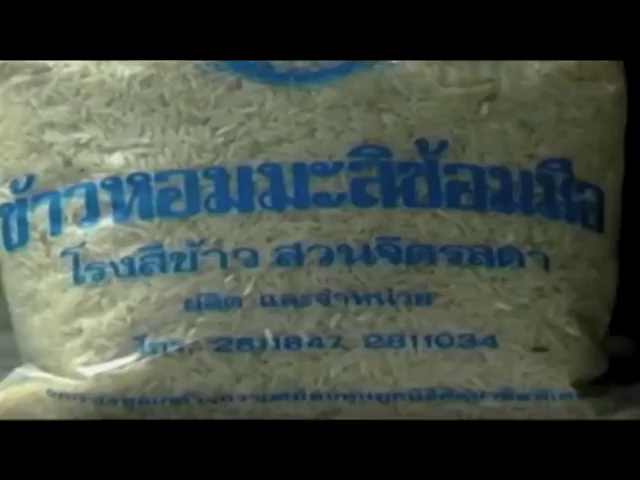 ข้าวหอมมะลิซ้อมมือ
โรงสีข้าว สวนจิตรลดา
ผลิต และจำหน่าย
โทร. 2811847, 2811034